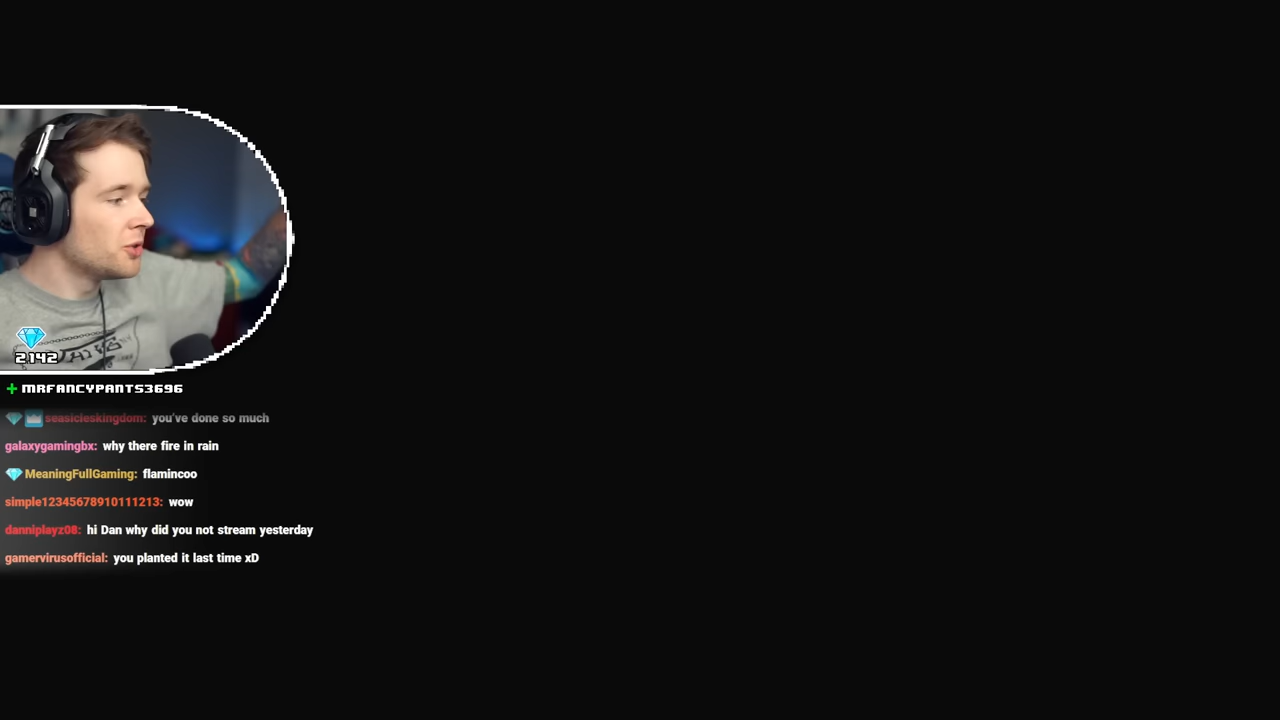 2142
+ MRFANCYPANTS3696
seasicleskingdom: you've done so much
galaxygamingbx: why there fire in rain
MeaningFullGaming: flamincoo
simple12345678910111213: wow
danniplayz08: hi Dan why did you not stream yesterday
gamervirusofficial: you planted it last time xD